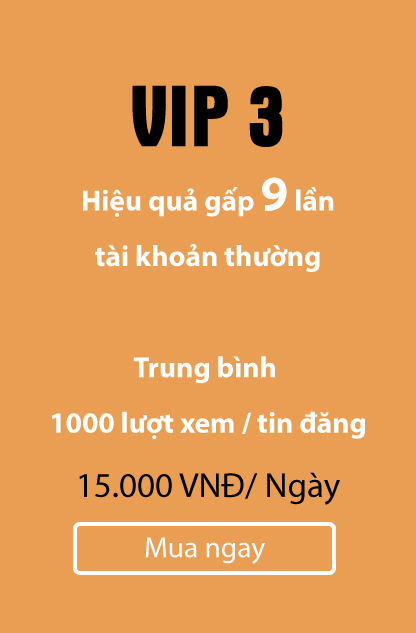 VIP 3
Hiệu quả gấp 9 lần
tài khoản thường
Trung bình
1000 lượt xem / tin đăng
15.000 VNĐ/ Ngày
Mua ngay